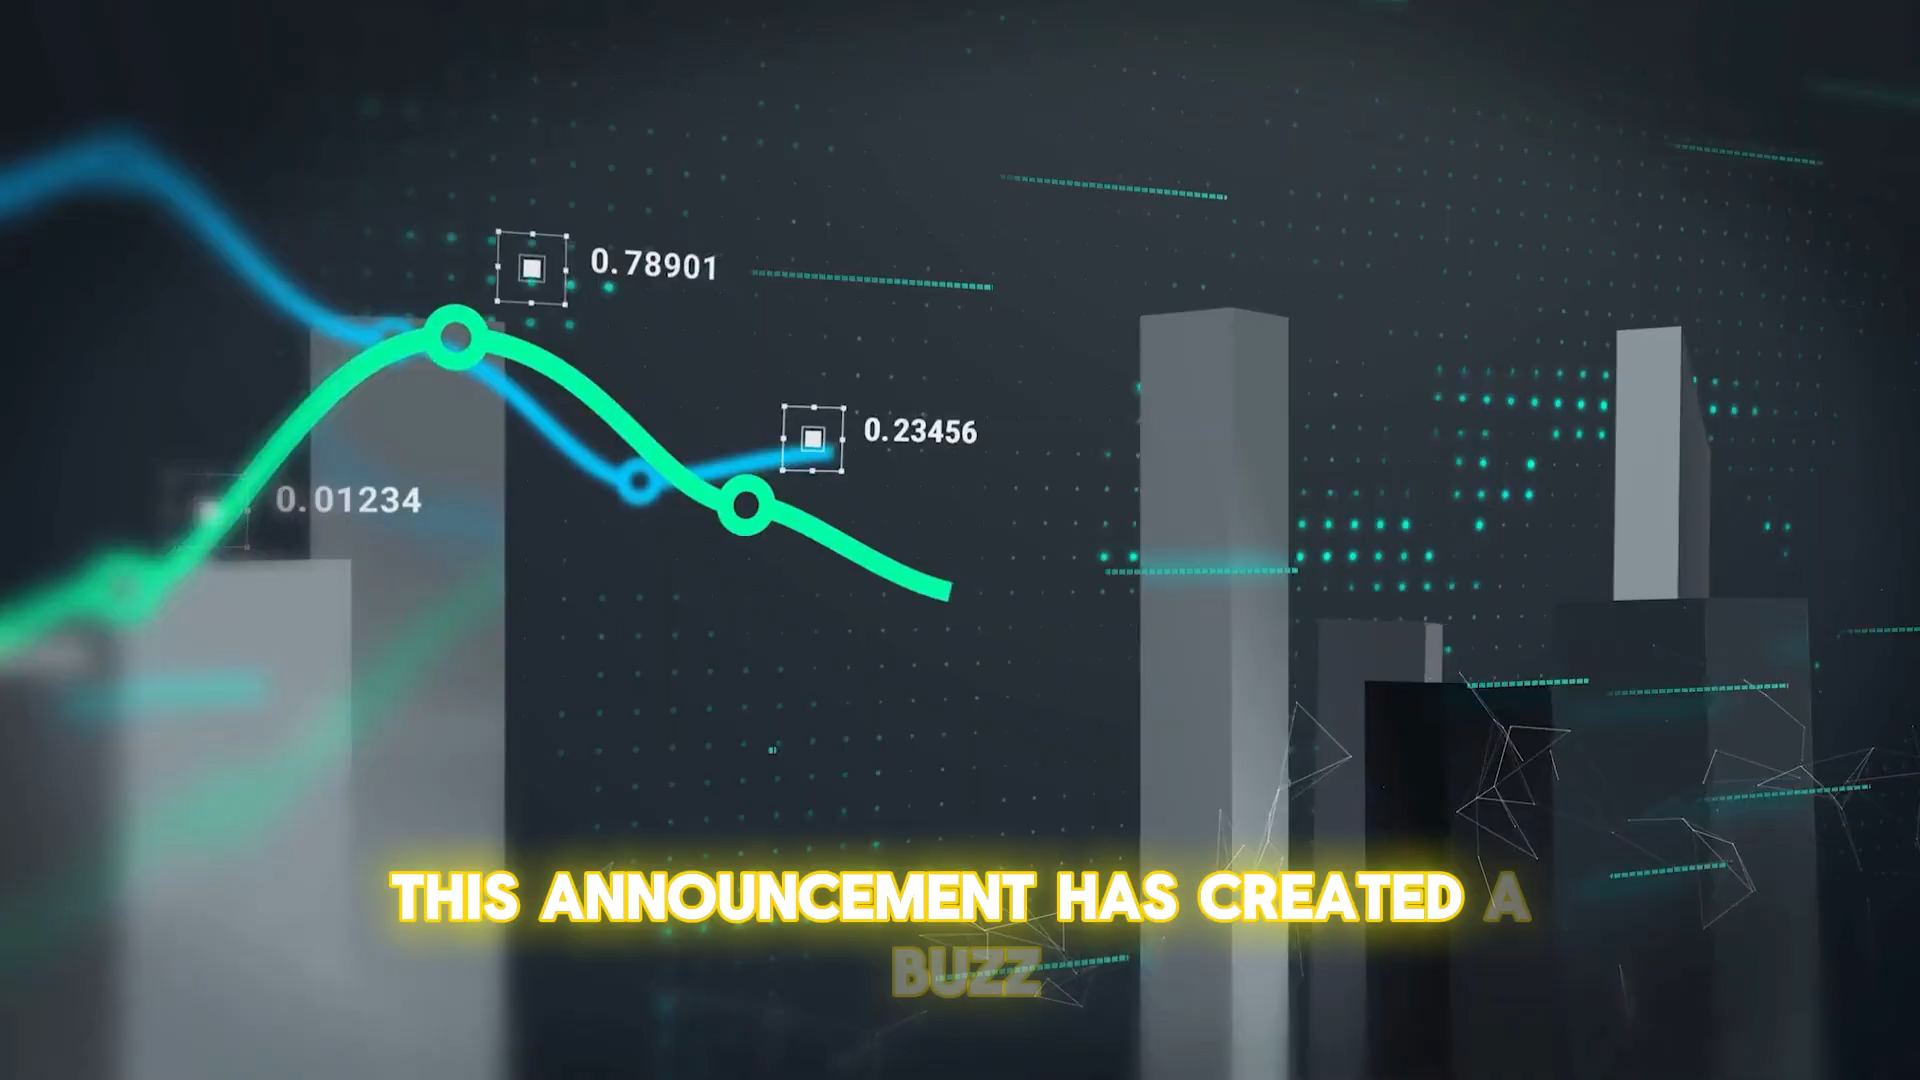 0.78901
0.23456
0.01234
THIS ANNOUNCEMENT HAS CREATED A
BUZZ